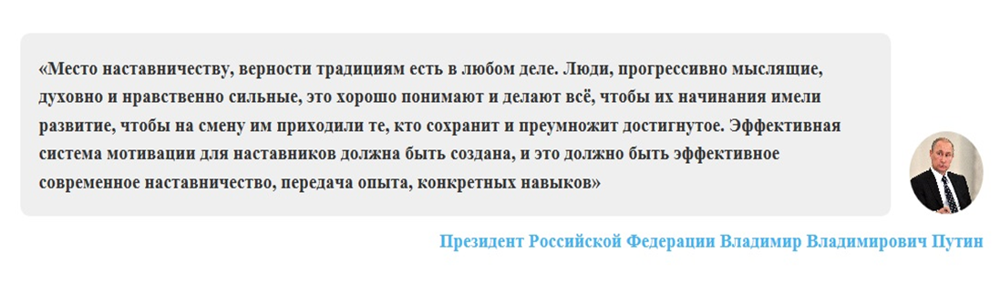 «Место наставничеству, верности традициям есть в любом деле. Люди, прогрессивно мыслящие,
духовно и нравственно сильные, это хорошо понимают и делают всё, чтобы их начинания имели
развитие, чтобы на смену им приходили те, кто сохранит и преумножит достигнутое. Эффективная
система мотивации для наставников должна быть создана, и это должно быть эффективное
современное наставничество, передача опыта, конкретных навыков»
Президент Российской Федерации Владимир Владимирович Путин